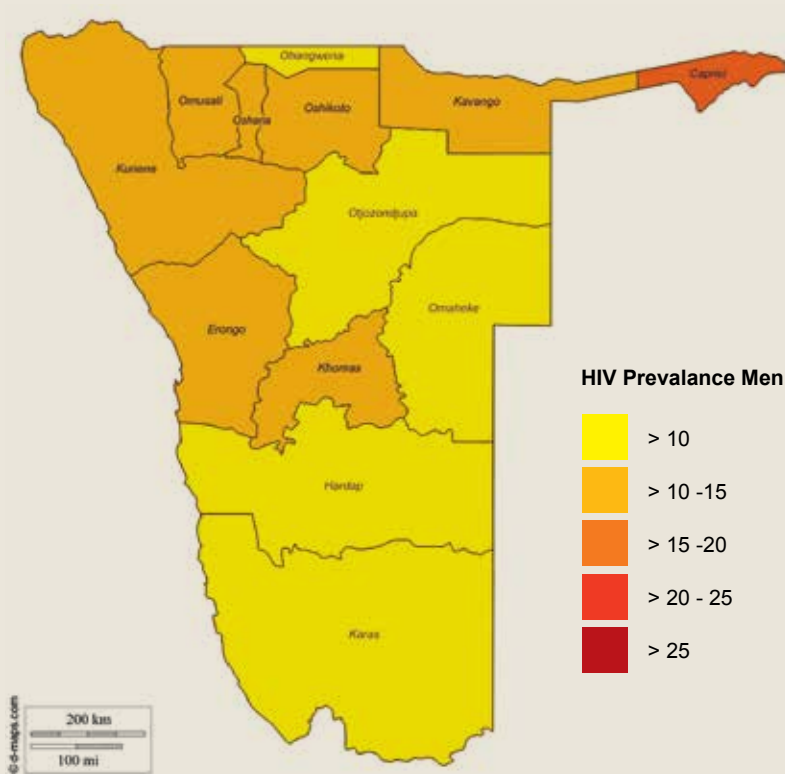 Ohangwena
Caprivi
Omusati
Oshana
Oshikoto
Kavango
Kunene
Otjozondjupa
Omaheke
Erongo
Khomas
HIV Prevalance Men
> 10
> 10 -15
Hardap
> 15 -20
> 20 - 25
Karas
> 25
200 km
100 mi
© d-maps.com